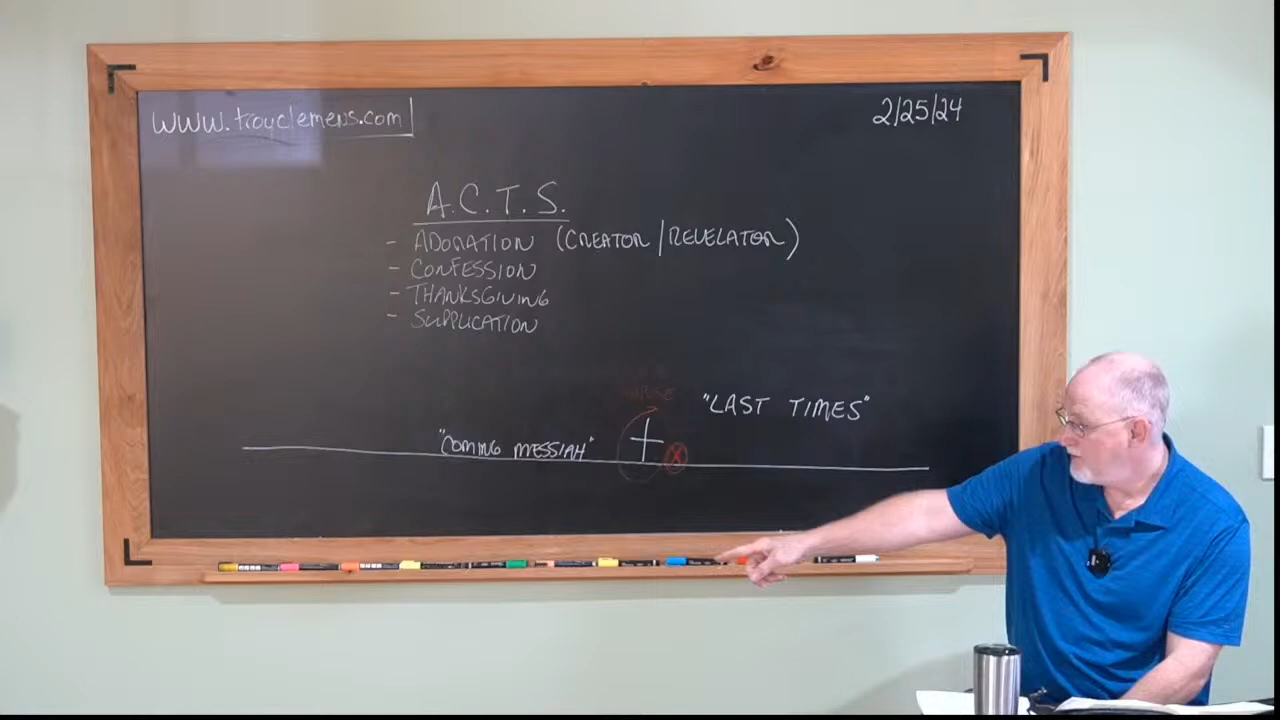 www.troyclemens.com
2/25/24
A.C.T.S.
- ADORATION (CREATOR/REVELATOR)
- CONFESSION
- THANKSGIVING
- SUPPLICATION
"LAST TIMES"
"COMING MESSIAH"
X